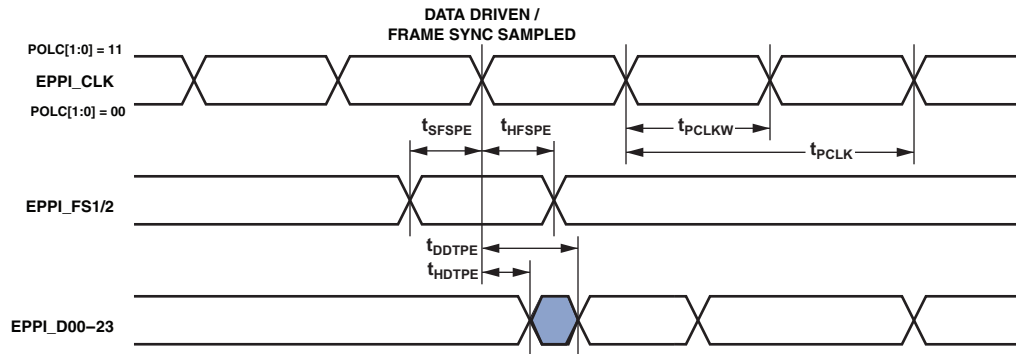 DATA DRIVEN /
FRAME SYNC SAMPLED
POLC[1:0] = 11
EPPI_CLK
POLC[1:0] = 00
tSFSPE
tHFSPE
tPCLKW
tPCLK
EPPI_FS1/2
tDDTPE
tHDTPE
EPPI_D00–23